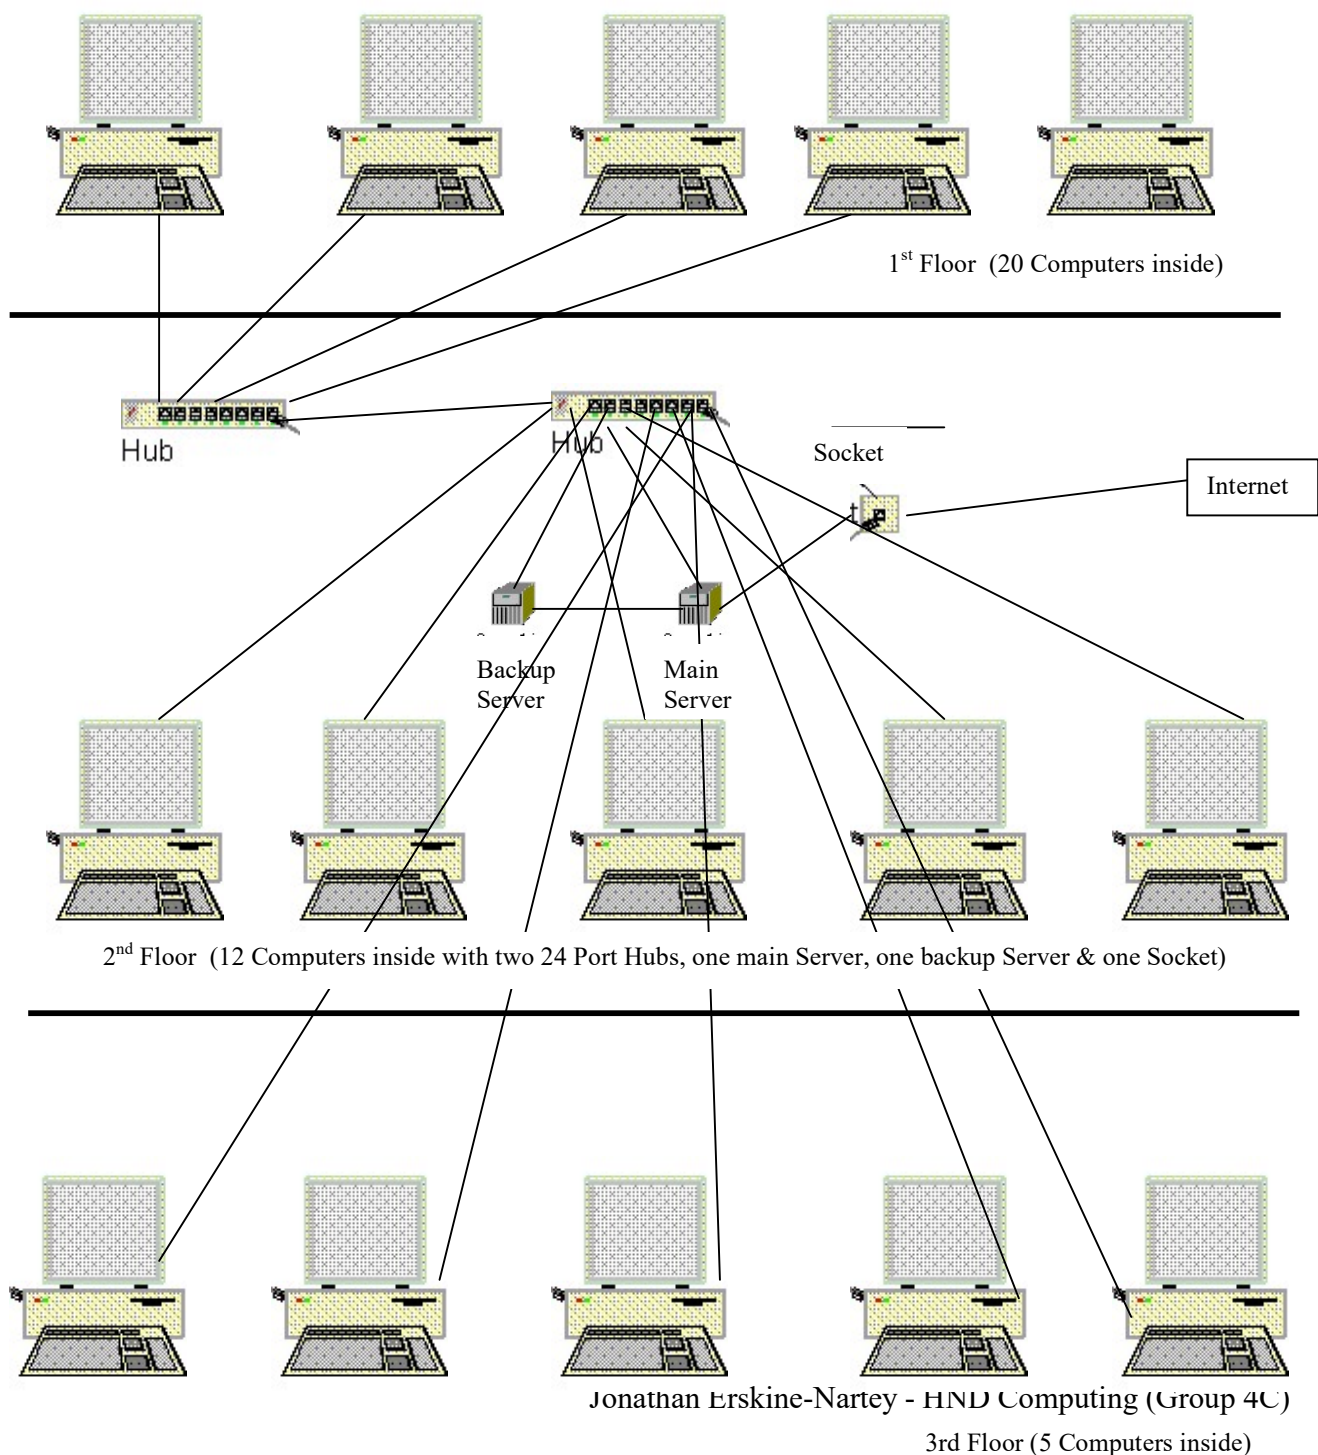 1st Floor (20 Computers inside)
Hub
Hub
Socket
Internet
t
Backup
Server
Main
Server
2nd Floor (12 Computers inside with two 24 Port Hubs, one main Server, one backup Server & one Socket)
Jonathan Erskine-Nartey - HND Computing (Group 4C)
3rd Floor (5 Computers inside)